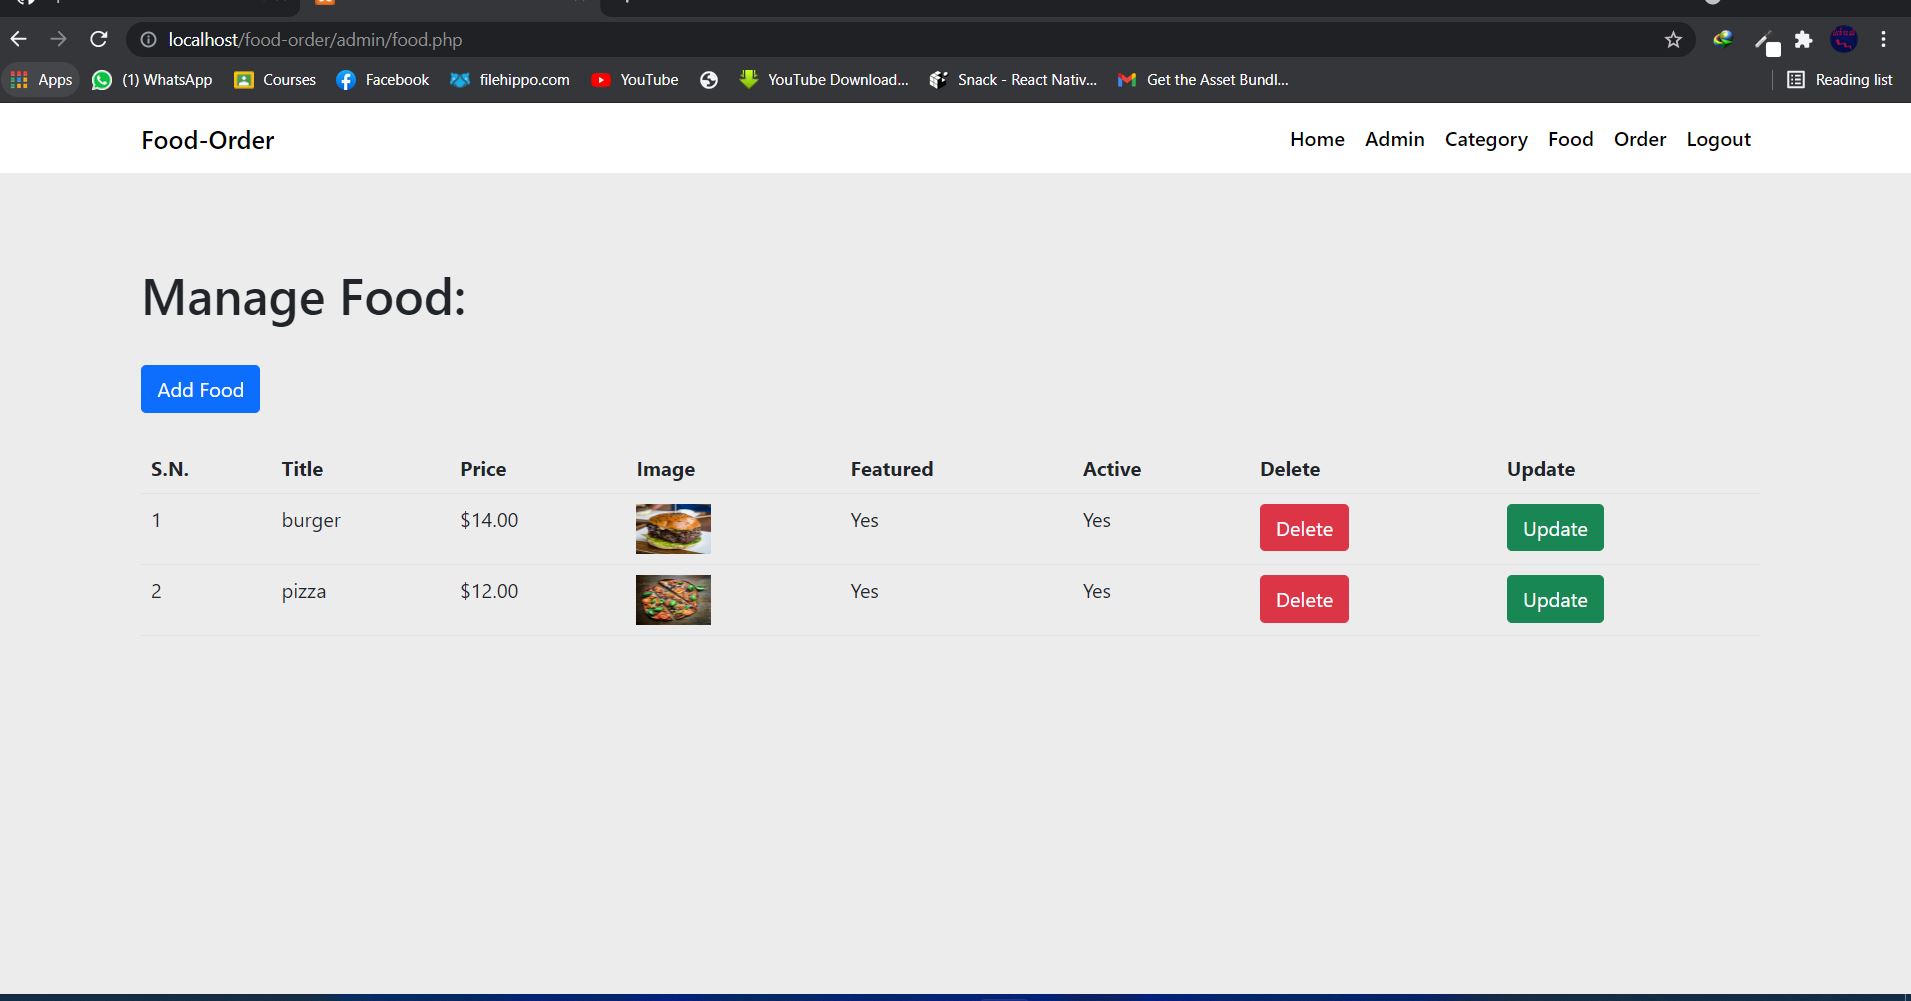 localhost/food-order/admin/food.php
Apps (1) WhatsApp Courses Facebook filehippo.com YouTube YouTube Download... Snack - React Nativ... Get the Asset Bundl... Reading list
Food-Order Home Admin Category Food Order Logout
Manage Food:
Add Food
S.N. Title Price Image Featured Active Delete Update
1 burger $14.00 Yes Yes Delete Update
2 pizza $12.00 Yes Yes Delete Update